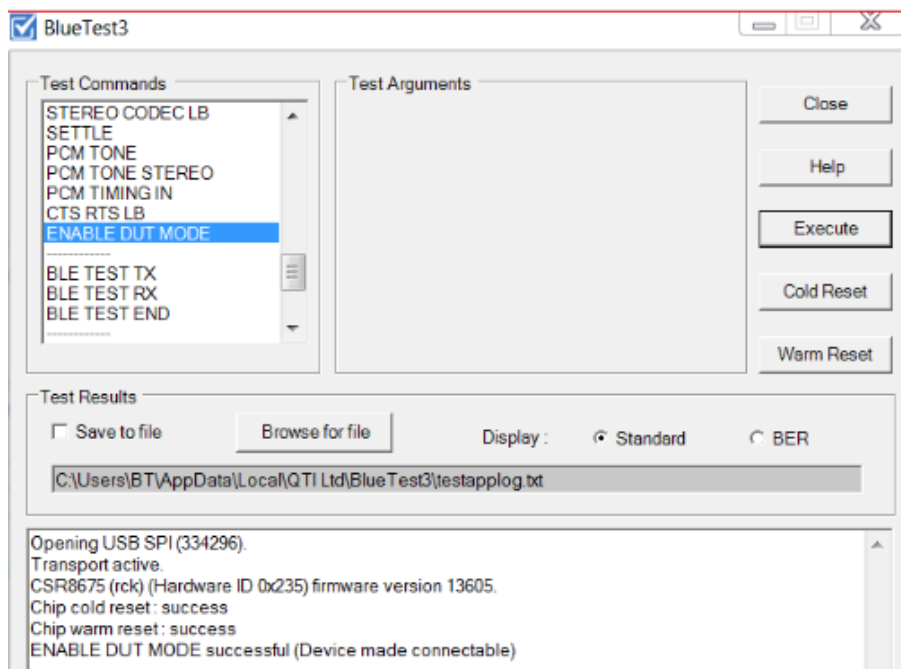 BlueTest3
Test Commands
STEREO CODEC LB
SETTLE
PCM TONE
PCM TONE STEREO
PCM TIMING IN
CTS RTS LB
ENABLE DUT MODE
------------
BLE TEST TX
BLE TEST RX
BLE TEST END
------------
Test Arguments
Close
Help
Execute
Cold Reset
Warm Reset
Test Results
Save to file
Browse for file
Display :
Standard
BER
C:\Users\BT\AppData\Local\QTI Ltd\BlueTest3\testapplog.txt
Opening USB SPI (334296).
Transport active.
CSR8675 (rck) (Hardware ID 0x235) firmware version 13605.
Chip cold reset : success
Chip warm reset : success
ENABLE DUT MODE successful (Device made connectable)